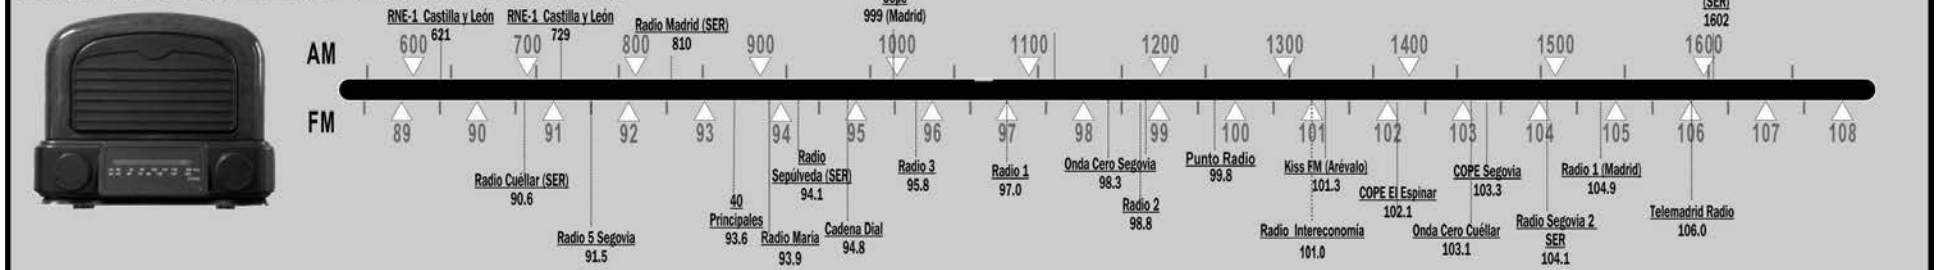 (SER)
1602
999 (Madrid)
RNE-1 Castilla y León
621
RNE-1 Castilla y León
729
Radio Madrid (SER)
810
AM
600
700
800
900
1000
1100
1200
1300
1400
1500
1600
FM
89
90
91
92
93
94
95
96
97
98
99
100
101
102
103
104
105
106
107
108
Radio Cuéllar (SER)
90.6
Radio 5 Segovia
91.5
40
Principales
93.6
Radio María
93.9
Radio
Sepúlveda (SER)
94.1
Cadena Dial
94.8
Radio 3
95.8
Radio 1
97.0
Onda Cero Segovia
98.3
Radio 2
98.8
Punto Radio
99.8
Radio Intereconomía
101.0
Kiss FM (Arévalo)
101.3
COPE El Espinar
102.1
Onda Cero Cuéllar
103.1
COPE Segovia
103.3
Radio Segovia 2
SER
104.1
Radio 1 (Madrid)
104.9
Telemadrid Radio
106.0